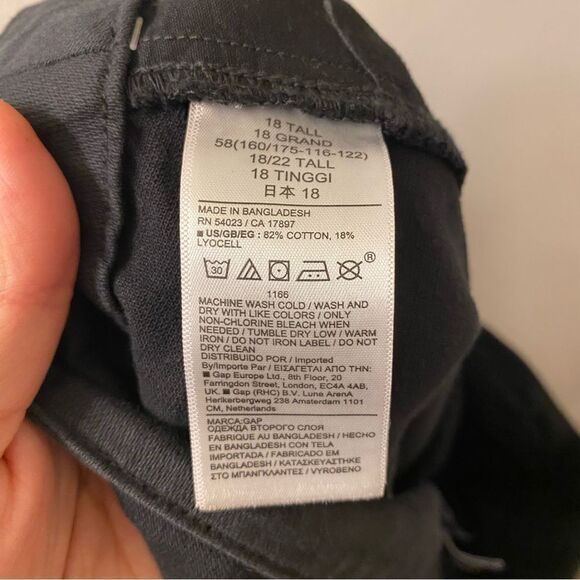 18 TALL
18 GRAND
58(160/175-116-122)
18/22 TALL
18 TINGGI
日本 18
MADE IN BANGLADESH
RN 54023 / CA 17897
■ US/GB/EG : 82% COTTON, 18%
LYOCELL
30
®
1166
MACHINE WASH COLD / WASH AND
DRY WITH LIKE COLORS / ONLY
NON-CHLORINE BLEACH WHEN
NEEDED / TUMBLE DRY LOW / WARM
IRON / DO NOT IRON LABEL / DO NOT
DRY CLEAN
DISTRIBUIDO POR / Imported
By/Importe Par / ΕΙΣΑΓΕΤΑΙ ΑΠΟ :
■ Gap Europe Ltd., 8th Floor, 20
Farringdon Street, London, EC4A 4AB,
UK. ■ Gap (RHC) B.V. Lune ArenA
Herikerbergweg 238 Amsterdam 1101
CM, Netherlands
MARCA:GAP
ОДЕЖДА ВТОРОГО СЛОЯ
FABRIQUE AU BANGLADESH / HECHO
EN BANGLADESH CON TELA
IMPORTADA / FABRICADO EM
BANGLADESH / ΚΑΤΑΣΚΕΥΑΣΤΗΚΕ
ΣΤΟ ΜΠΑΝΓΚΛΑΝΤΕΣ / VYROBENO